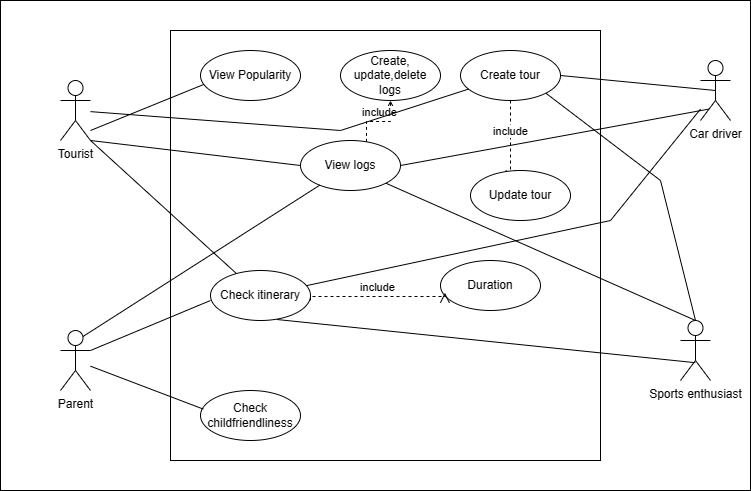 View Popularity
Create,
update,delete
logs
Create tour
include
include
Car driver
Tourist
View logs
Update tour
Check itinerary
include
Duration
Sports enthusiast
Parent
Check
childfriendliness